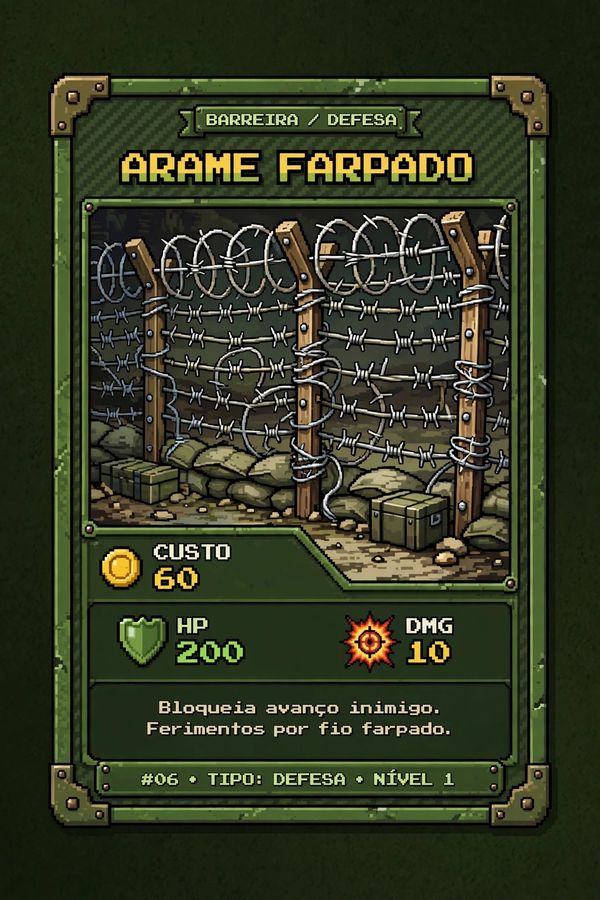 BARREIRA / DEFESA
ARAME FARPADO
CUSTO
60
HP
200
DMG
10
Bloqueia avanço inimigo.
Ferimentos por fio farpado.
#06 • TIPO: DEFESA • NÍVEL 1